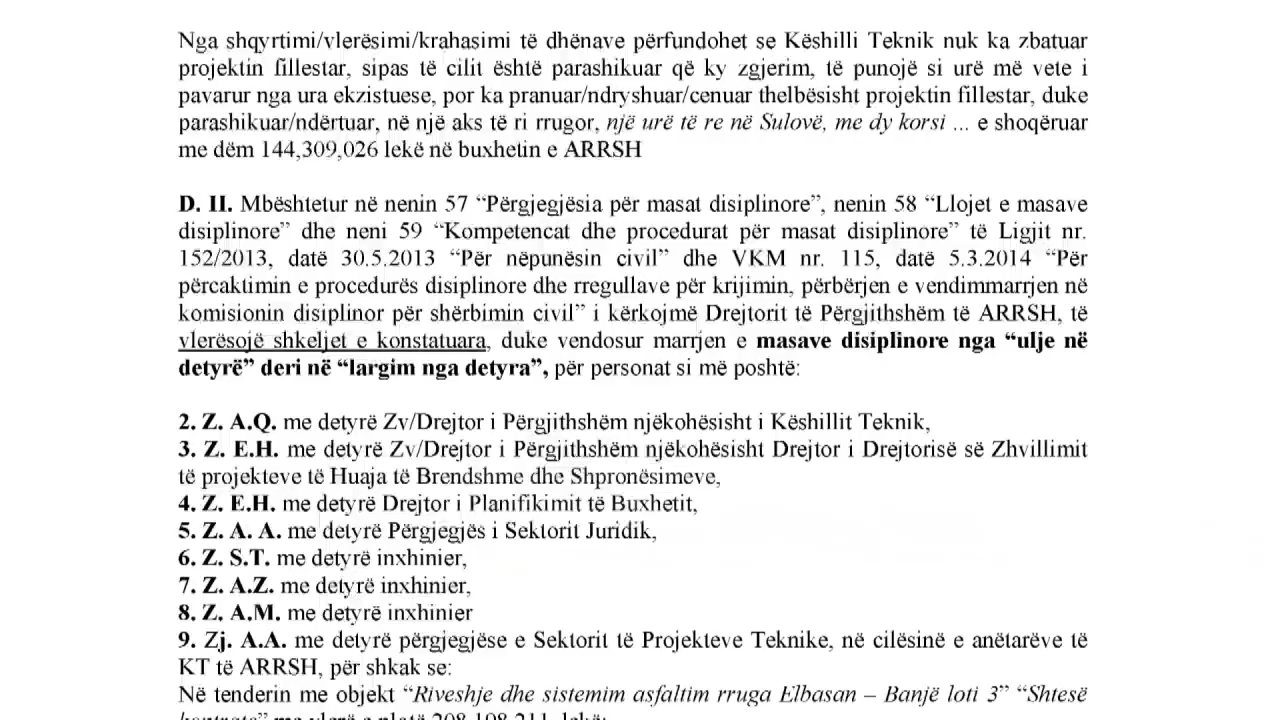 Nga shqyrtimi/vlerësimi/krahasimi të dhënave përfundohet se Këshilli Teknik nuk ka zbatuar
projektin fillestar, sipas të cilit është parashikuar që ky zgjerim, të punojë si urë më vete i
pavarur nga ura ekzistuese, por ka pranuar/ndryshuar/cenuar thelbësisht projektin fillestar, duke
parashikuar/ndërtuar, në një aks të ri rrugor, një urë të re në Sulovë, me dy korsi ... e shoqëruar
me dëm 144,309,026 lekë në buxhetin e ARRSH
D. II. Mbështetur në nenin 57 “Përgjegjësia për masat disiplinore”, nenin 58 “Llojet e masave
disiplinore” dhe neni 59 “Kompetencat dhe procedurat për masat disiplinore” të Ligjit nr.
152/2013, datë 30.5.2013 “Për nëpunësin civil” dhe VKM nr. 115, datë 5.3.2014 “Për
përcaktimin e procedurës disiplinore dhe rregullave për krijimin, përbërjen e vendimmarrjen në
komisionin disiplinor për shërbimin civil” i kërkojmë Drejtorit të Përgjithshëm të ARRSH, të
vlerësojë shkeljet e konstatuara, duke vendosur marrjen e masave disiplinore nga “ulje në
detyrë” deri në “largim nga detyra”, për personat si më poshtë:
2. Z. A.Q. me detyrë Zv/Drejtor i Përgjithshëm njëkohësisht i Këshillit Teknik,
3. Z. E.H. me detyrë Zv/Drejtor i Përgjithshëm njëkohësisht Drejtor i Drejtorisë së Zhvillimit
të projekteve të Huaja të Brendshme dhe Shpronësimeve,
4. Z. E.H. me detyrë Drejtor i Planifikimit të Buxhetit,
5. Z. A. A. me detyrë Përgjegjës i Sektorit Juridik,
6. Z. S.T. me detyrë inxhinier,
7. Z. A.Z. me detyrë inxhinier,
8. Z. A.M. me detyrë inxhinier
9. Zj. A.A. me detyrë përgjegjëse e Sektorit të Projekteve Teknike, në cilësinë e anëtarëve të
KT të ARRSH, për shkak se:
Në tenderin me objekt “Riveshje dhe sistemim asfaltim rruga Elbasan – Banjë loti 3” “Shtesë
kontrate” me vlerë e plotë 208,108,211 lekë: